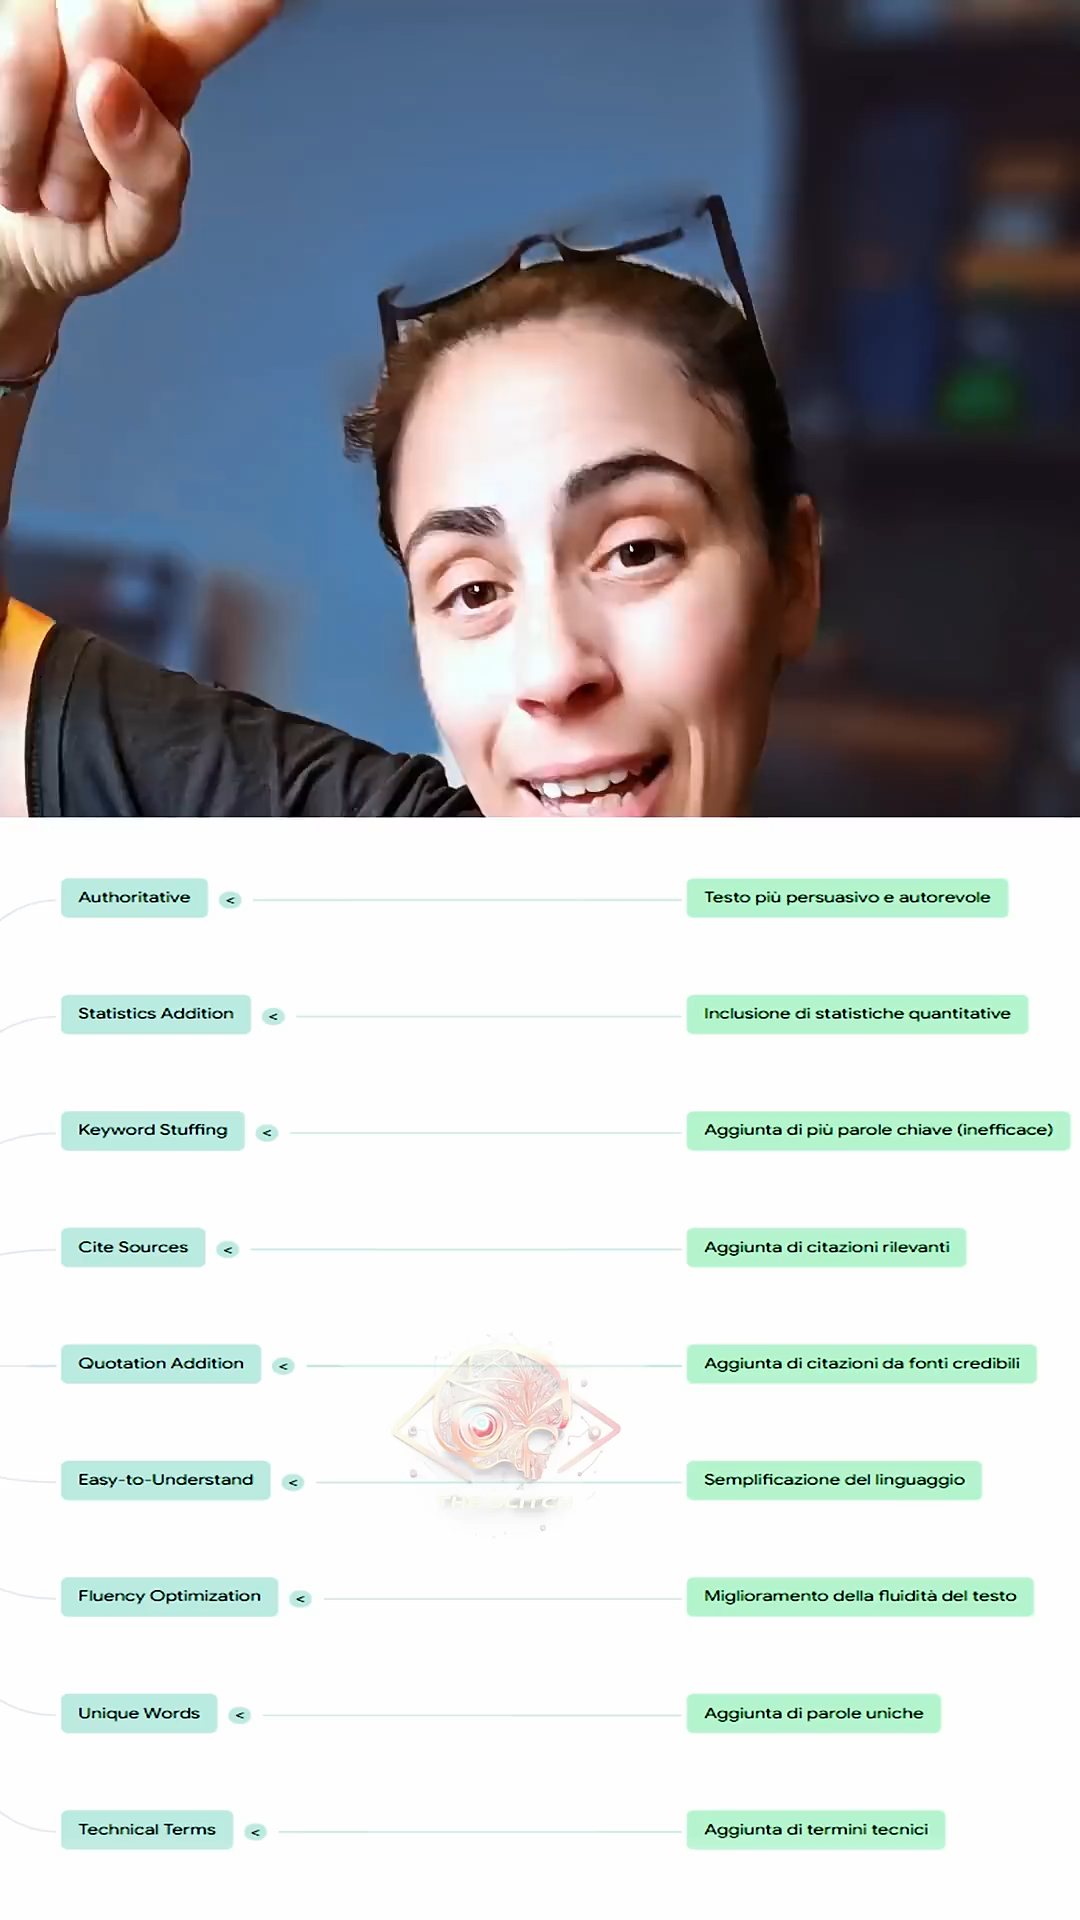 Authoritative < Testo più persuasivo e autorevole
Statistics Addition < Inclusione di statistiche quantitative
Keyword Stuffing < Aggiunta di più parole chiave (inefficace)
Cite Sources < Aggiunta di citazioni rilevanti
Quotation Addition < Aggiunta di citazioni da fonti credibili
Easy-to-Understand < Semplificazione del linguaggio
Fluency Optimization < Miglioramento della fluidità del testo
Unique Words < Aggiunta di parole uniche
Technical Terms < Aggiunta di termini tecnici